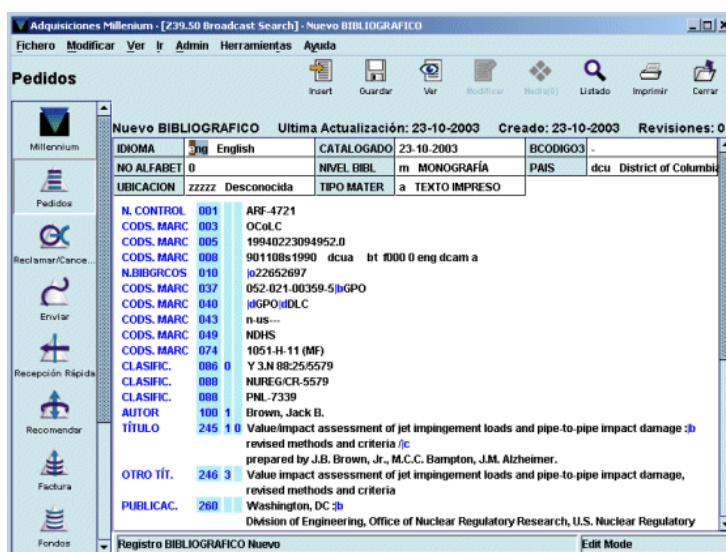 Adquisiciones Millenium - [Z39.50 Broadcast Search] - Nuevo BIBLIOGRAFICO
Fichero Modificar Ver Ir Admin Herramientas Ayuda
Pedidos
Insert Guardar Ver Modificar Media(0) Listado Imprimir Cerrar
Nuevo BIBLIOGRAFICO Ultima Actualización: 23-10-2003 Creado: 23-10-2003 Revisiones: 0
IDIOMA eng English CATALOGADO 23-10-2003 BCODIGO3 -
NO ALFABET 0 NIVEL BIBL m MONOGRAFÍA PAIS dcu District of Columbia
UBICACION zzzzz Desconocida TIPO MATER a TEXTO IMPRESO
Millennium
Pedidos
Reclamar/Cance...
Enviar
Recepción Rápida
Recomendar
Factura
Fondos
N. CONTROL 001 ARF-4721
CODS. MARC 003 OCoLC
CODS. MARC 005 19940223094952.0
CODS. MARC 008 901108s1990 dcua bt f000 0 eng dcam a
N.BIBGRCOS 010 |o22652697
CODS. MARC 037 052-021-00359-5|bGPO
CODS. MARC 040 |dGPO|dDLC
CODS. MARC 043 n-us---
CODS. MARC 049 NDHS
CODS. MARC 074 1051-H-11 (MF)
CLASIFIC. 086 0 Y 3.N 88:25/5579
CLASIFIC. 088 NUREG/CR-5579
CLASIFIC. 088 PNL-7339
AUTOR 100 1 Brown, Jack B.
TÍTULO 245 1 0 Value/impact assessment of jet impingement loads and pipe-to-pipe impact damage :|b
revised methods and criteria /|c
prepared by J.B. Brown, Jr., M.C.C. Bampton, J.M. Alzheimer.
OTRO TÍT. 246 3 Value impact assessment of jet impingement loads and pipe-to-pipe impact damage,
revised methods and criteria
PUBLICAC. 260 Washington, DC :|b
Division of Engineering, Office of Nuclear Regulatory Research, U.S. Nuclear Regulatory
Registro BIBLIOGRAFICO Nuevo Edit Mode